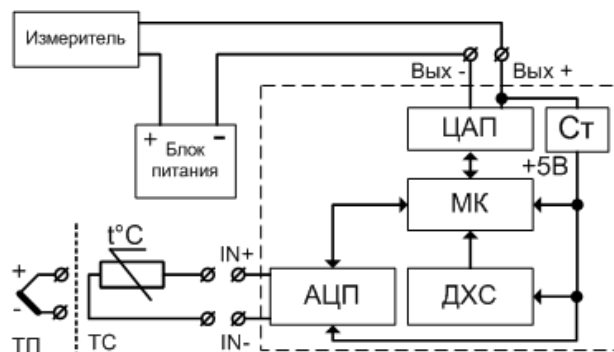 Измеритель
Вых - Вых +
+ -
Блок
питания
ЦАП
Ст
+5В
МК
t°C
IN+
АЦП
ДХС
+
-
ТП
ТС
IN-